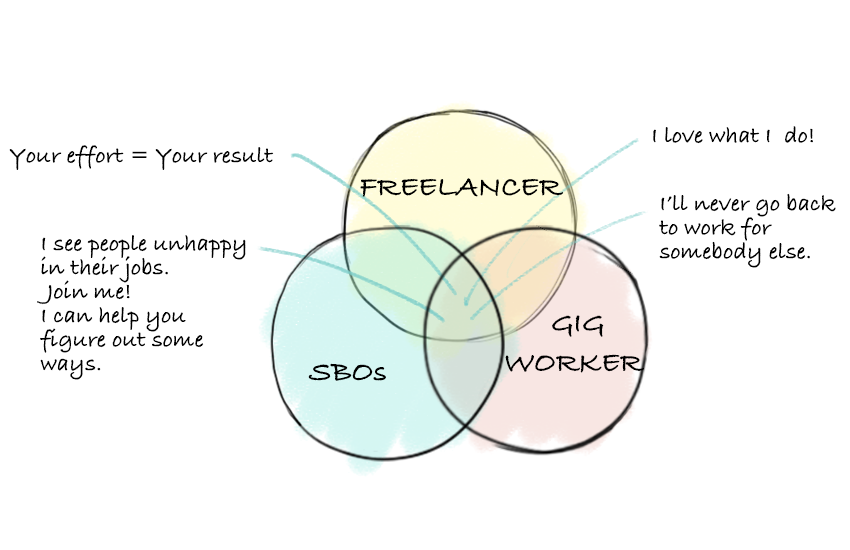 Your effort = Your result
I love what I do!
FREELANCER
I'll never go back
to work for
somebody else.
I see people unhappy
in their jobs.
Join me!
I can help you
figure out some
ways.
GIG
WORKER
SBOs